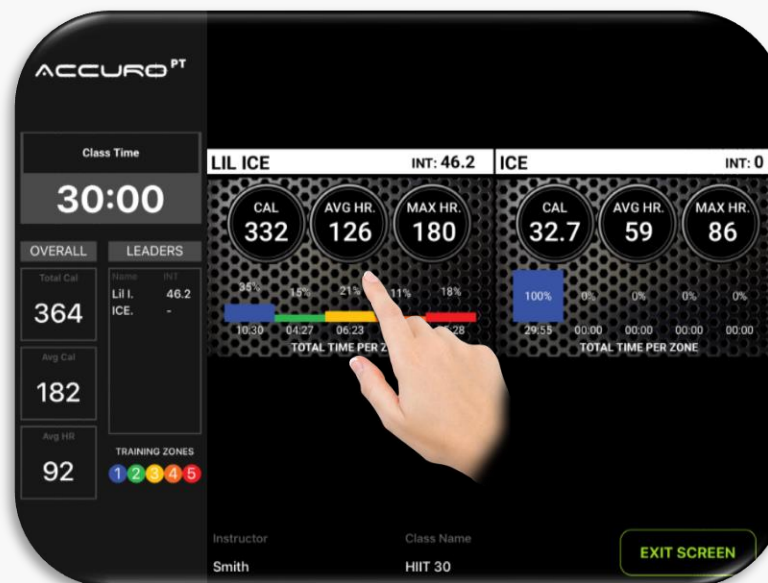 ACCURO PT
Class Time
30:00
OVERALL
LEADERS
Total Cal
364
Avg Cal
182
Avg HR
92
Name INT
Lil I. 46.2
ICE. -
TRAINING ZONES
1 2 3 4 5
LIL ICE INT: 46.2
CAL
332
AVG HR.
126
MAX HR.
180
35% 15% 21% 11% 18%
10:30 04:27 06:23
TOTAL TIME PER
ICE INT: 0
CAL
32.7
AVG HR.
59
MAX HR.
86
100% 0% 0% 0% 0%
29:55 00:00 00:00 00:00 00:00
TOTAL TIME PER ZONE
Instructor
Smith
Class Name
HIIT 30
EXIT SCREEN